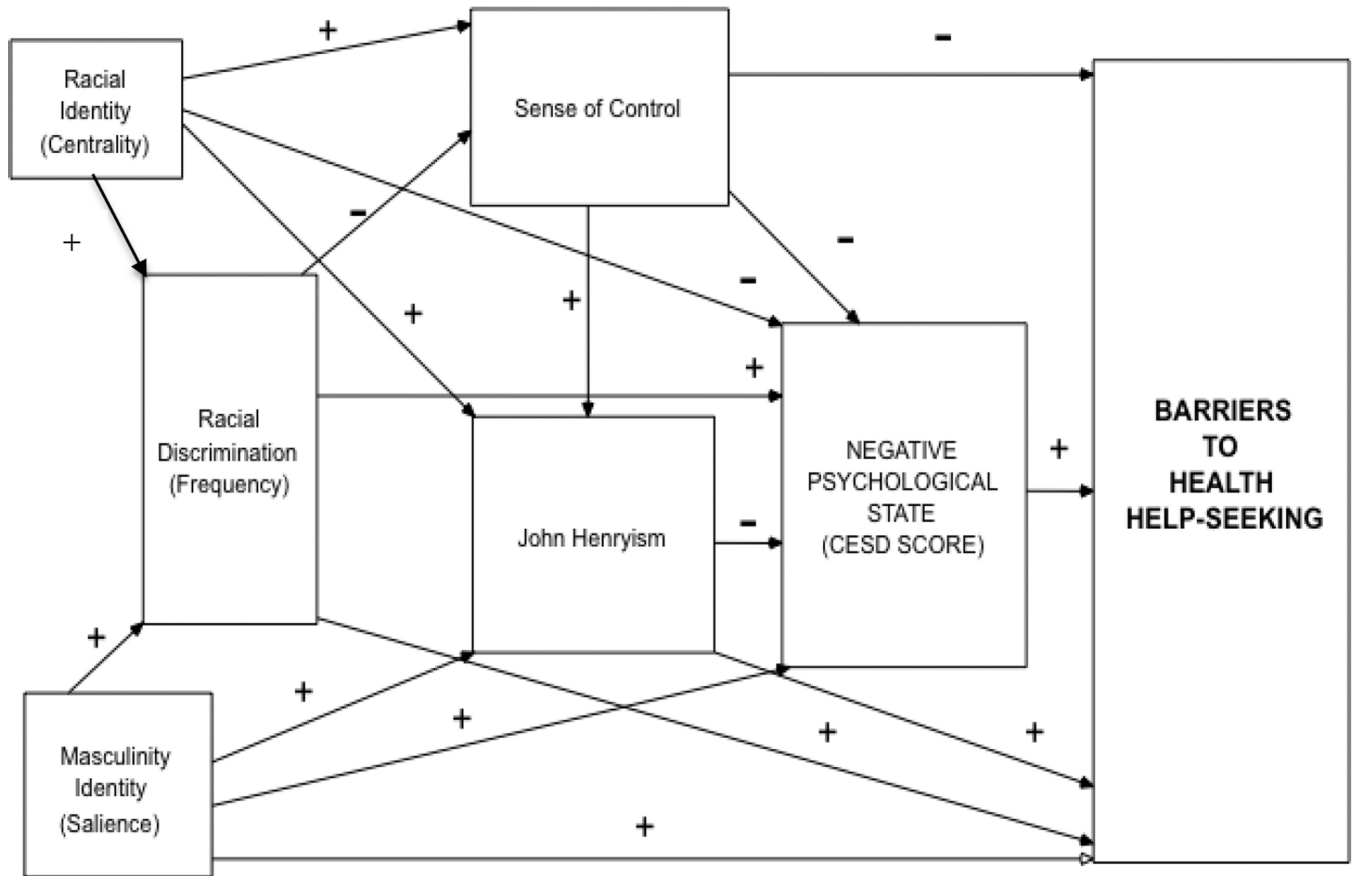 Racial
Identity
(Centrality)
+
Sense of Control
-
+
-
+
-
-
+
+
Racial
Discrimination
(Frequency)
John Henryism
-
NEGATIVE
PSYCHOLOGICAL
STATE
(CESD SCORE)
+
BARRIERS
TO
HEALTH
HELP-SEEKING
+
+
+
+
+
Masculinity
Identity
(Salience)
+